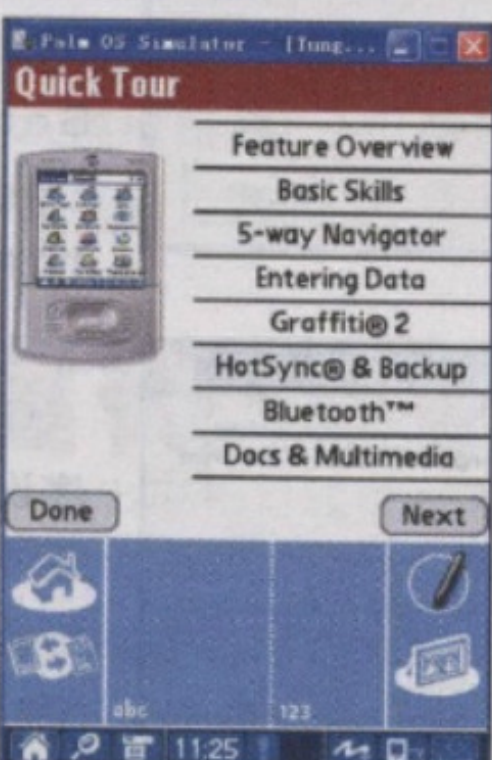 Palm OS Simulator - [Tung...
Quick Tour
Feature Overview
Basic Skills
5-way Navigator
Entering Data
Graffiti® 2
HotSync® & Backup
Bluetooth™
Docs & Multimedia
Done
Next
abc
123
11:25